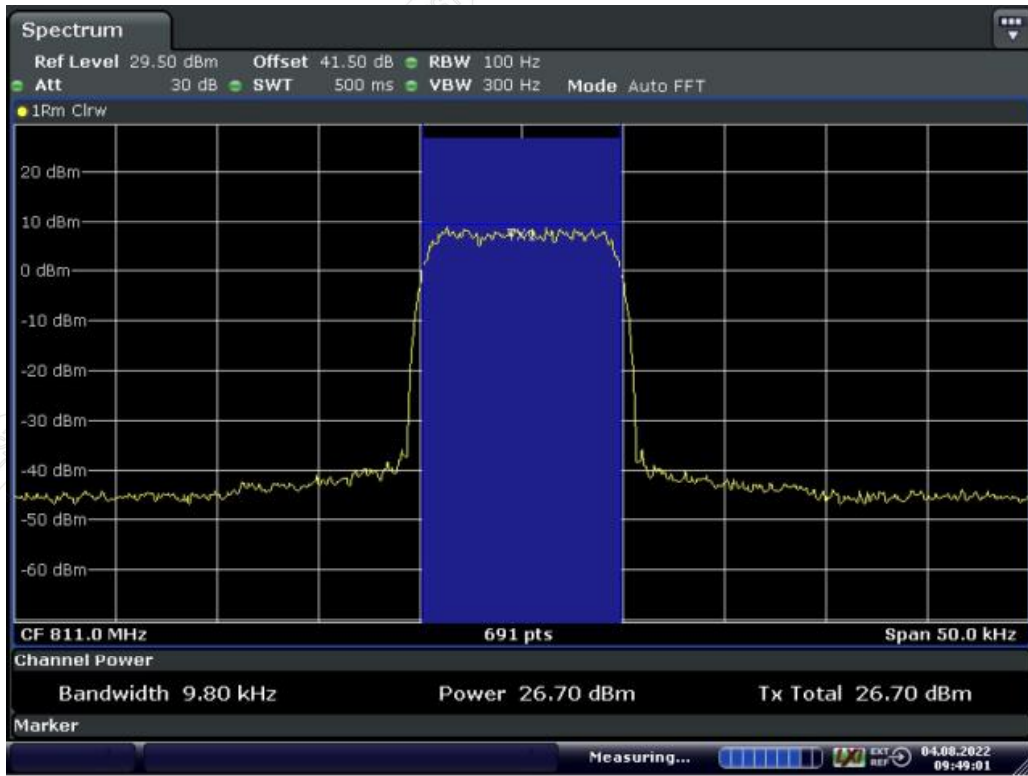 Spectrum
Ref Level 29.50 dBm Offset 41.50 dB RBW 100 Hz
Att 30 dB SWT 500 ms VBW 300 Hz Mode Auto FFT
1Rm Clrw
20 dBm
10 dBm
0 dBm
-10 dBm
-20 dBm
-30 dBm
-40 dBm
-50 dBm
-60 dBm
CF 811.0 MHz 691 pts Span 50.0 kHz
Channel Power
Bandwidth 9.80 kHz Power 26.70 dBm Tx Total 26.70 dBm
Marker
Measuring... LXI EXT REF 04.08.2022
09:49:01